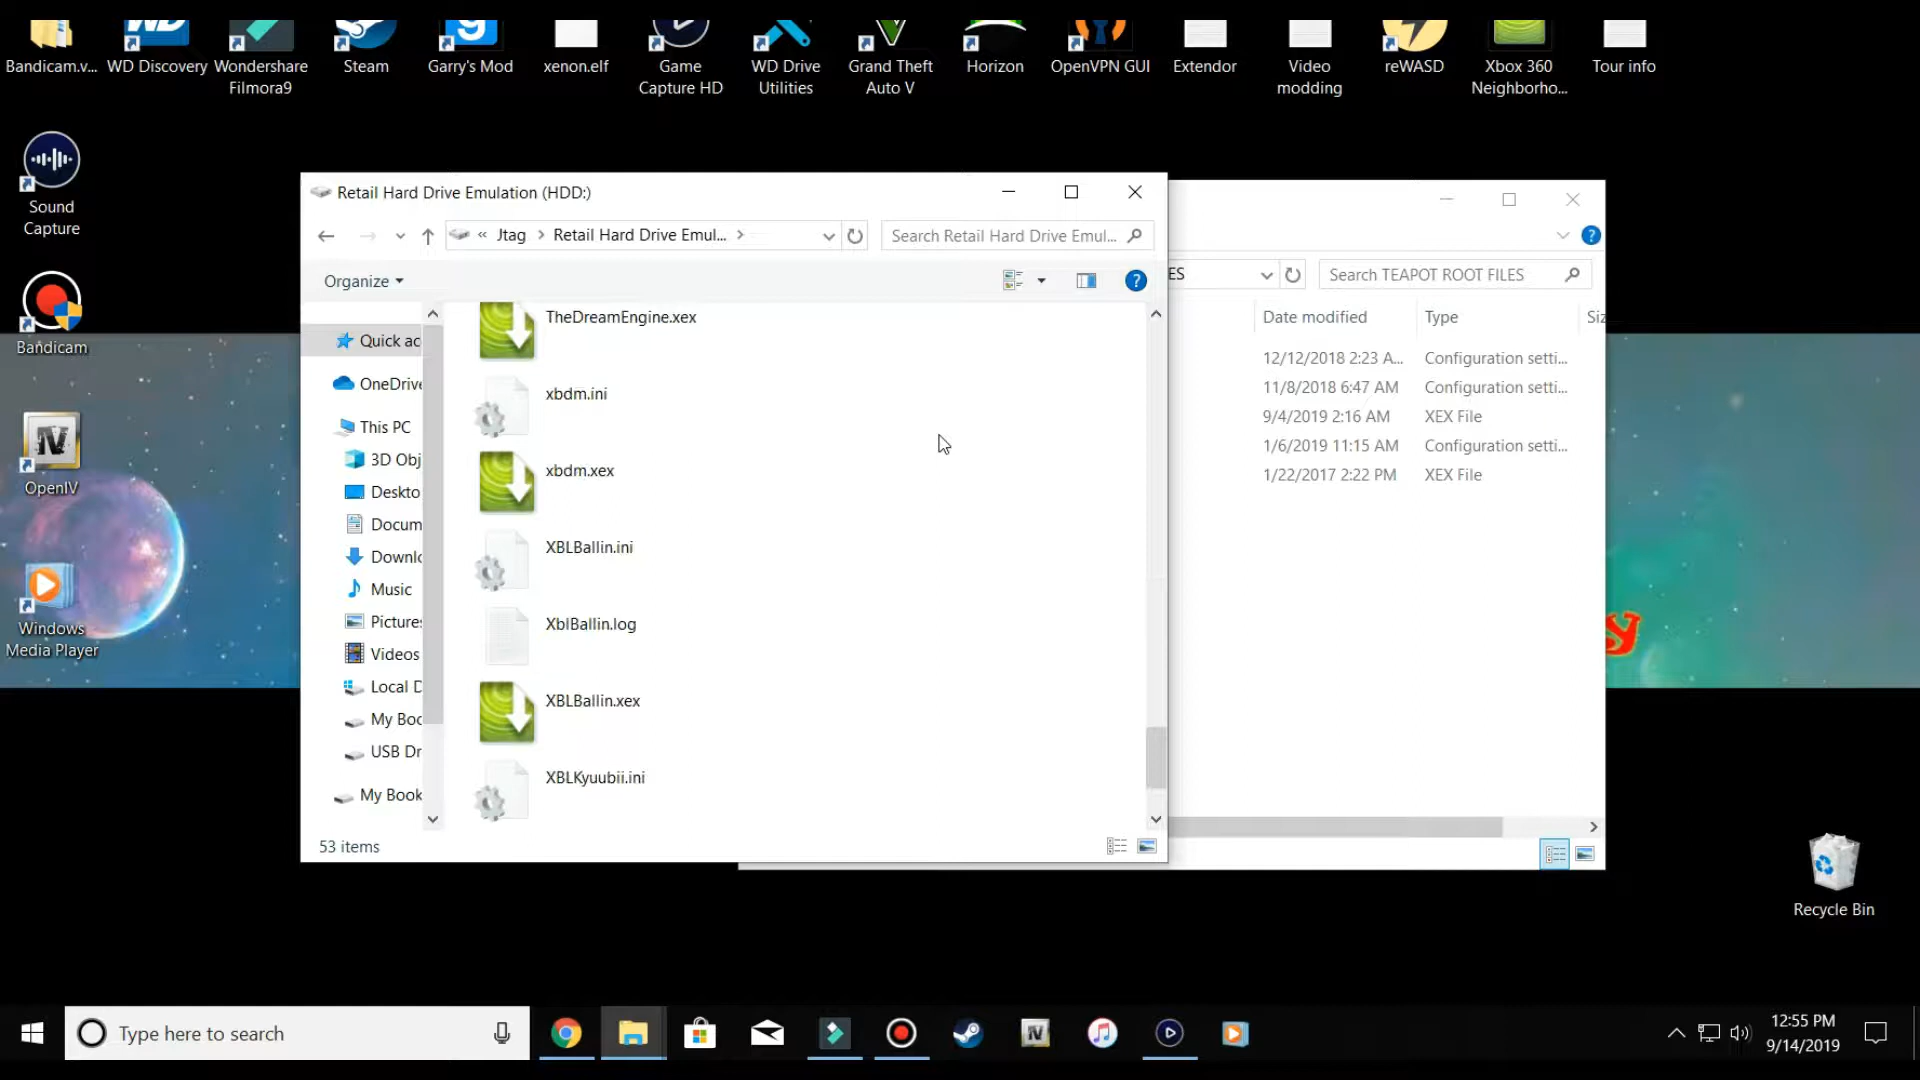 Bandicam.v...
WD Discovery
Wondershare
Filmora9
Steam
Garry's Mod
xenon.elf
Game
Capture HD
WD Drive
Utilities
Grand Theft
Auto V
Horizon
OpenVPN GUI
Extendor
Video
modding
reWASD
Xbox 360
Neighborho...
Tour info
Sound
Capture
Bandicam
OpenIV
Windows
Media Player
Retail Hard Drive Emulation (HDD:)
« Jtag > Retail Hard Drive Emul... >
Search Retail Hard Drive Emul...
Organize
Quick ac
OneDrive
This PC
3D Obj
Deskto
Docum
Downlo
Music
Pictures
Videos
Local D
My Boo
USB Dr
My Book
TheDreamEngine.xex
xbdm.ini
xbdm.xex
XBLBallin.ini
XblBallin.log
XBLBallin.xex
XBLKyuubii.ini
53 items
ES
Search TEAPOT ROOT FILES
Date modified Type Siz
12/12/2018 2:23 A... Configuration setti...
11/8/2018 6:47 AM Configuration setti...
9/4/2019 2:16 AM XEX File
1/6/2019 11:15 AM Configuration setti...
1/22/2017 2:22 PM XEX File
y
Recycle Bin
Type here to search
12:55 PM
9/14/2019